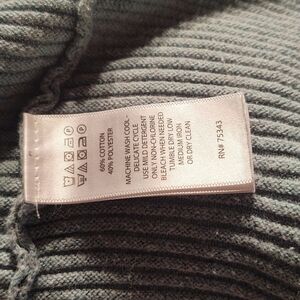 60% COTTON
40% POLYESTER
MACHINE WASH COOL
DELICATE CYCLE
USE MILD DETERGENT
ONLY NON-CHLORINE
BLEACH WHEN NEEDED
TUMBLE DRY LOW
MEDIUM IRON
OR DRY CLEAN
RN# 75343